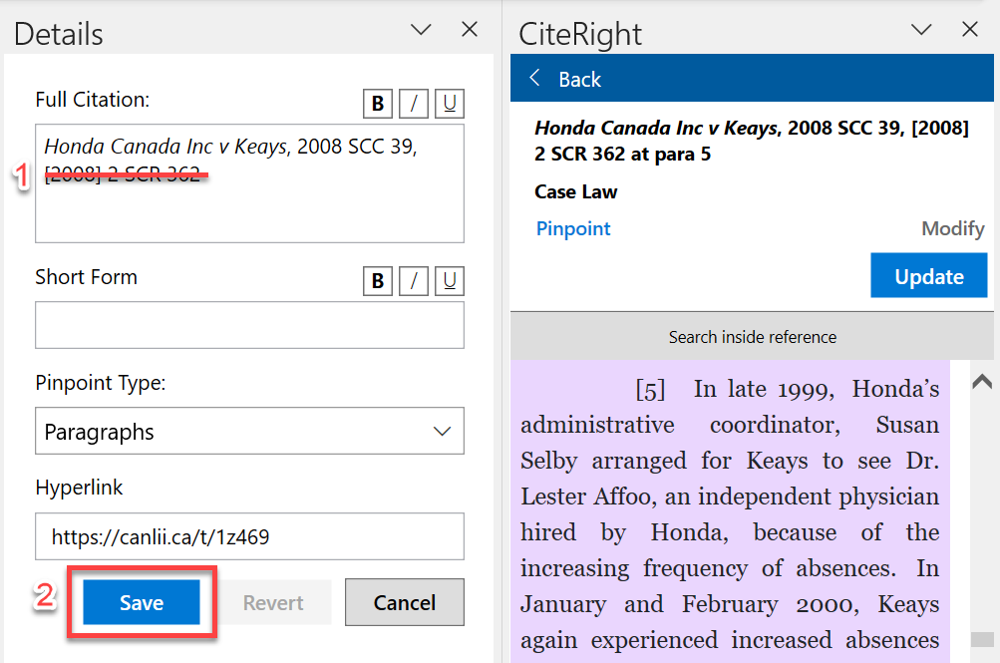 Details
Full Citation:
B / U
1
Honda Canada Inc v Keays, 2008 SCC 39,
[2008] 2 SCR 362
Short Form
B / U
Pinpoint Type:
Paragraphs
Hyperlink
https://canlii.ca/t/1z469
2
Save Revert Cancel
CiteRight
Back
Honda Canada Inc v Keays, 2008 SCC 39, [2008]
2 SCR 362 at para 5
Case Law
Pinpoint Modify
Update
Search inside reference
[5] In late 1999, Honda’s
administrative coordinator, Susan
Selby arranged for Keays to see Dr.
Lester Affoo, an independent physician
hired by Honda, because of the
increasing frequency of absences. In
January and February 2000, Keays
again experienced increased absences